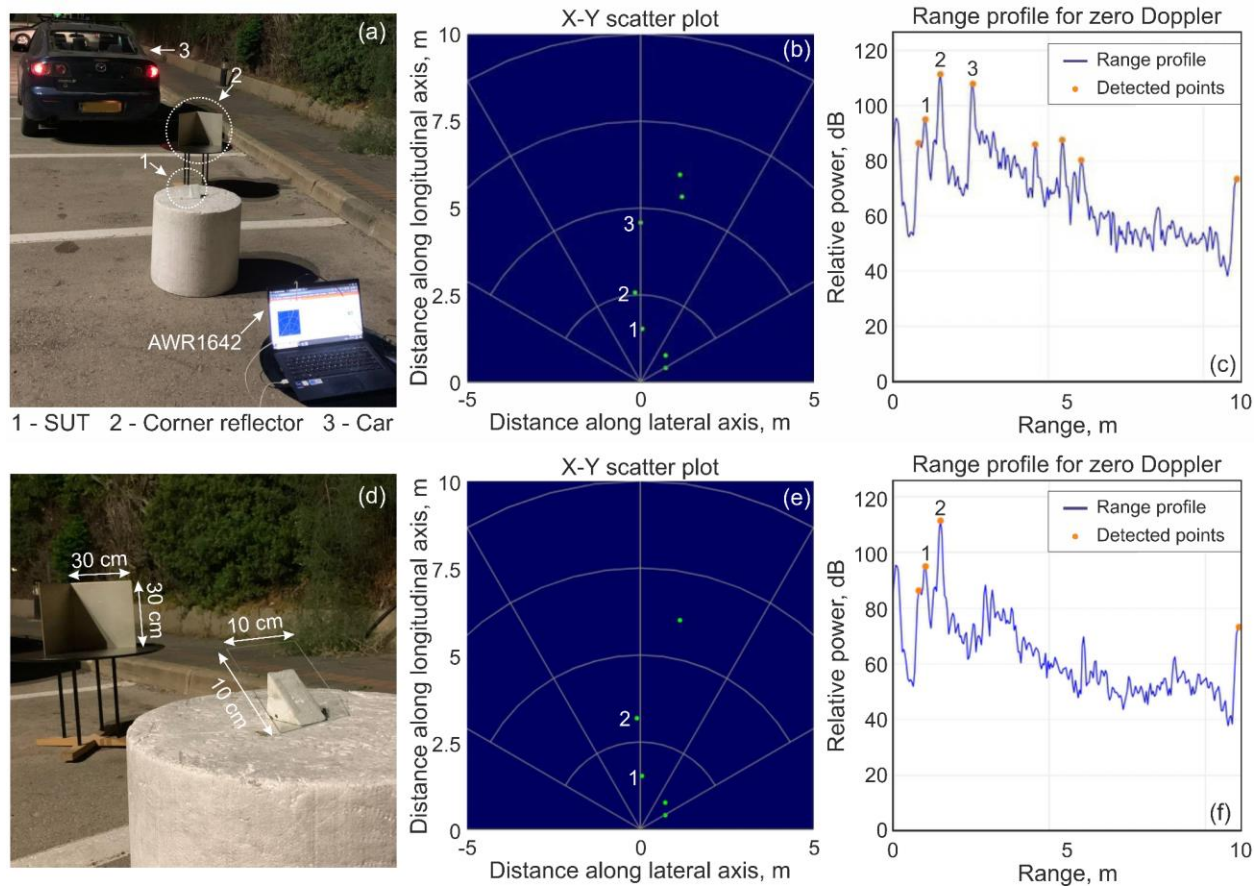 (a)
3
2
1
AWR1642
1 - SUT 2 - Corner reflector 3 - Car
X-Y scatter plot
(b)
10
7.5
5
2.5
0
3
2
1
-5 0 5
Distance along longitudinal axis, m
Distance along lateral axis, m
Range profile for zero Doppler
Range profile
Detected points
120
100
80
60
40
20
0
1
2
3
(c)
0 5 10
Relative power, dB
Range, m
(d)
30 cm
30 cm
10 cm
10 cm
X-Y scatter plot
(e)
10
7.5
5
2.5
0
2
1
-5 0 5
Distance along longitudinal axis, m
Distance along lateral axis, m
Range profile for zero Doppler
Range profile
Detected points
120
100
80
60
40
20
0
1
2
(f)
0 5 10
Relative power, dB
Range, m